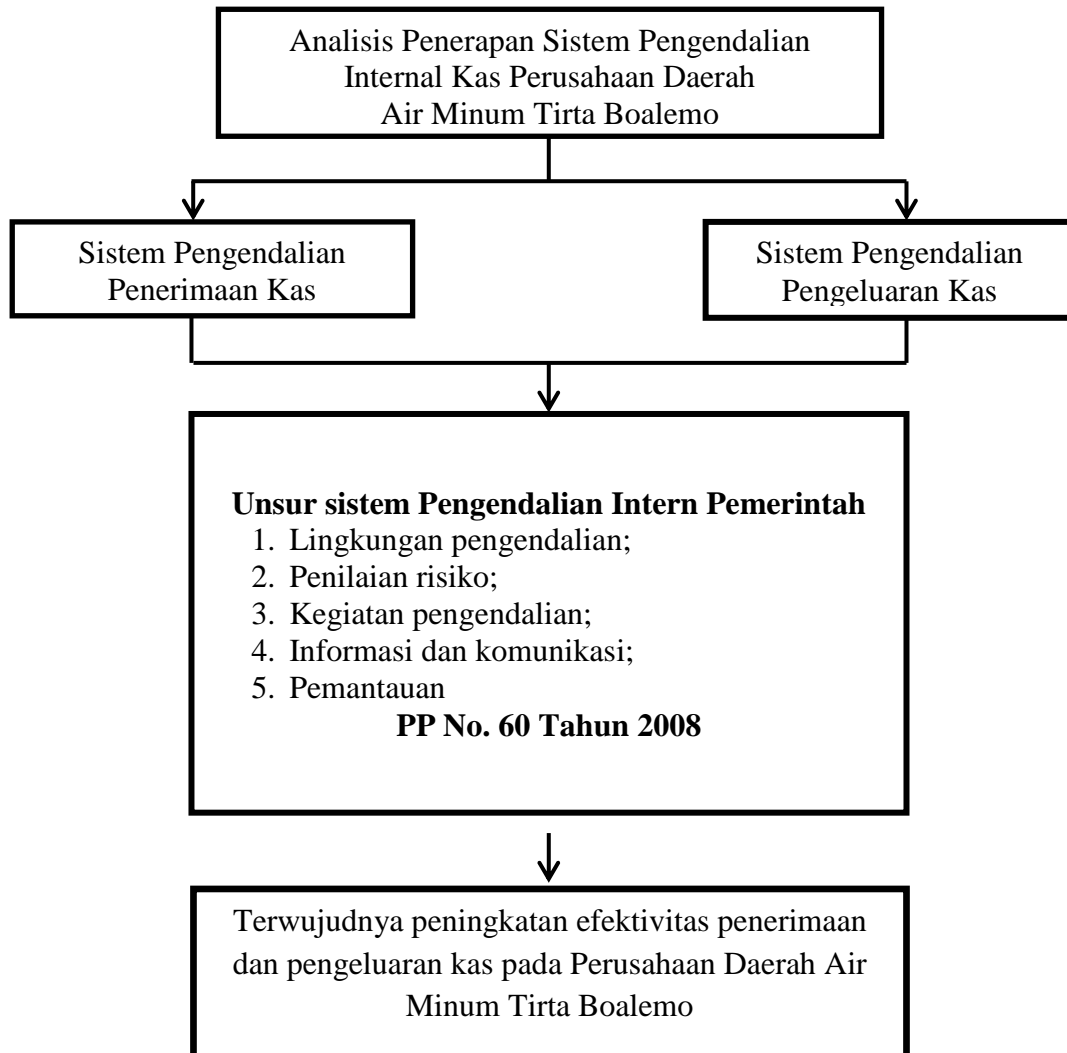 Analisis Penerapan Sistem Pengendalian
Internal Kas Perusahaan Daerah
Air Minum Tirta Boalemo
Sistem Pengendalian
Penerimaan Kas
Sistem Pengendalian
Pengeluaran Kas
Unsur sistem Pengendalian Intern Pemerintah
1. Lingkungan pengendalian;
2. Penilaian risiko;
3. Kegiatan pengendalian;
4. Informasi dan komunikasi;
5. Pemantauan
PP No. 60 Tahun 2008
Terwujudnya peningkatan efektivitas penerimaan
dan pengeluaran kas pada Perusahaan Daerah Air
Minum Tirta Boalemo